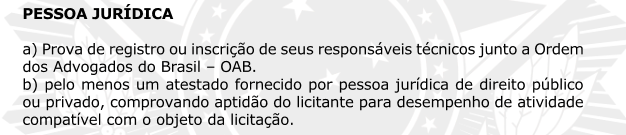 PESSOA JURÍDICA
a) Prova de registro ou inscrição de seus responsáveis técnicos junto a Ordem
dos Advogados do Brasil – OAB.
b) pelo menos um atestado fornecido por pessoa jurídica de direito público
ou privado, comprovando aptidão do licitante para desempenho de atividade
compatível com o objeto da licitação.